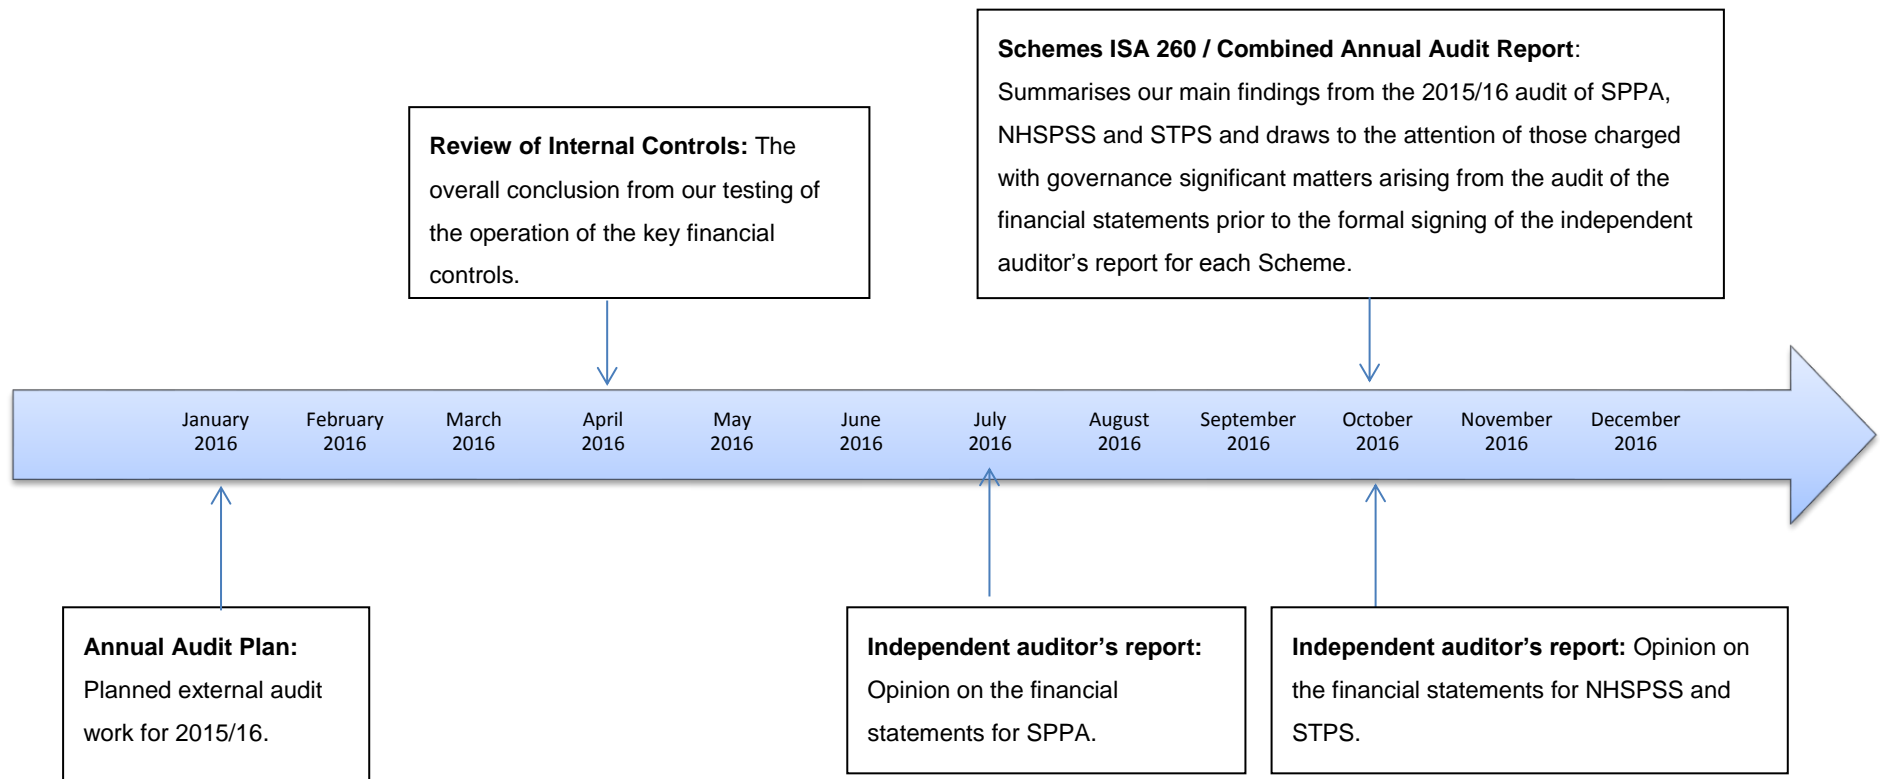 Schemes ISA 260 / Combined Annual Audit Report:
Summarises our main findings from the 2015/16 audit of SPPA,
NHSPSS and STPS and draws to the attention of those charged
with governance significant matters arising from the audit of the
financial statements prior to the formal signing of the independent
auditor’s report for each Scheme.
Review of Internal Controls: The
overall conclusion from our testing of
the operation of the key financial
controls.
January
2016
February
2016
March
2016
April
2016
May
2016
June
2016
July
2016
August
2016
September
2016
October
2016
November
2016
December
2016
Annual Audit Plan:
Planned external audit
work for 2015/16.
Independent auditor’s report:
Opinion on the financial
statements for SPPA.
Independent auditor’s report: Opinion on
the financial statements for NHSPSS and
STPS.